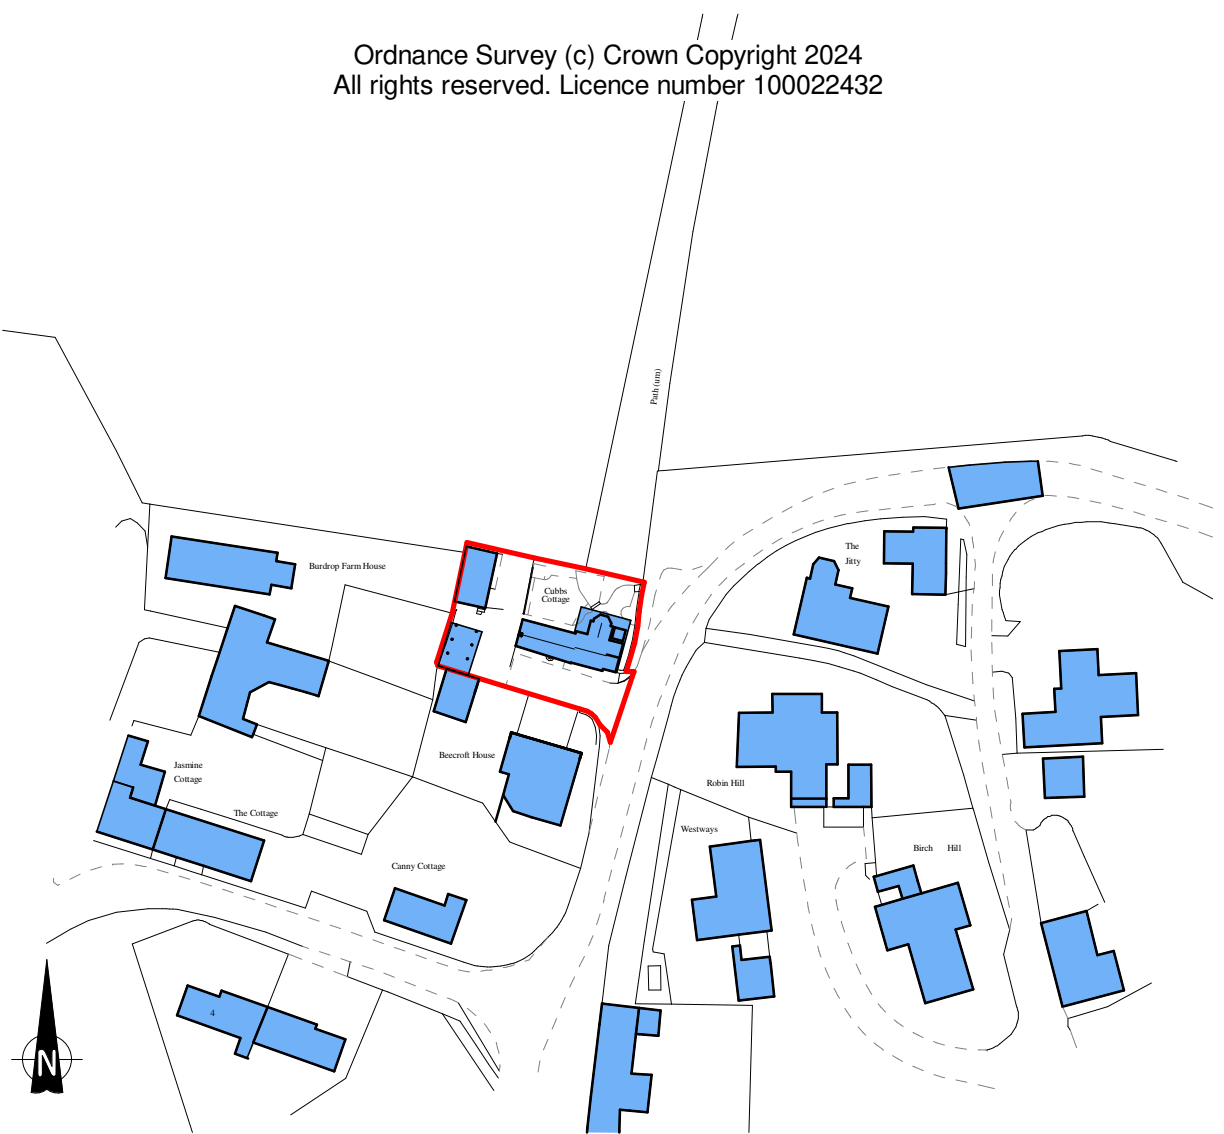 Ordnance Survey (c) Crown Copyright 2024
All rights reserved. Licence number 100022432
Path (um)
The
Jitty
Burdrop Farm House
Cubbs
Cottage
Beecroft House
Jasmine
Cottage
Robin Hill
The Cottage
Westways
Birch Hill
Canny Cottage
4
N